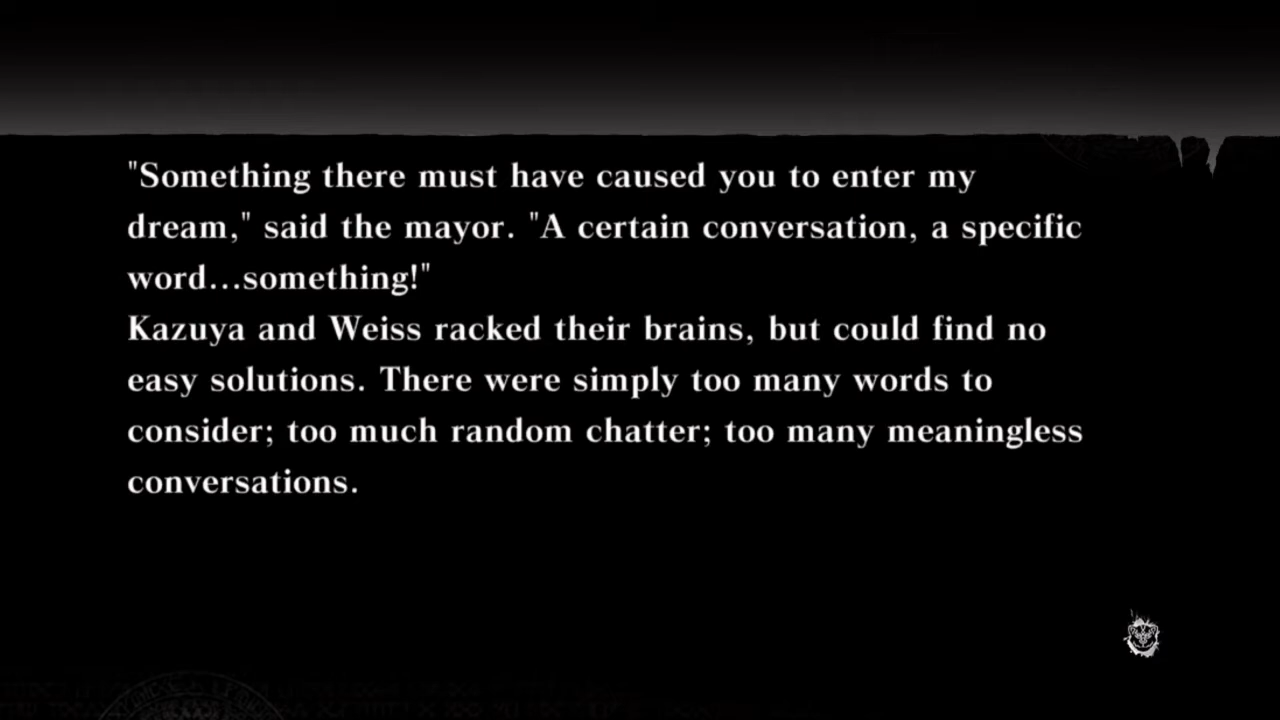 "Something there must have caused you to enter my
dream," said the mayor. "A certain conversation, a specific
word...something!"
Kazuya and Weiss racked their brains, but could find no
easy solutions. There were simply too many words to
consider; too much random chatter; too many meaningless
conversations.